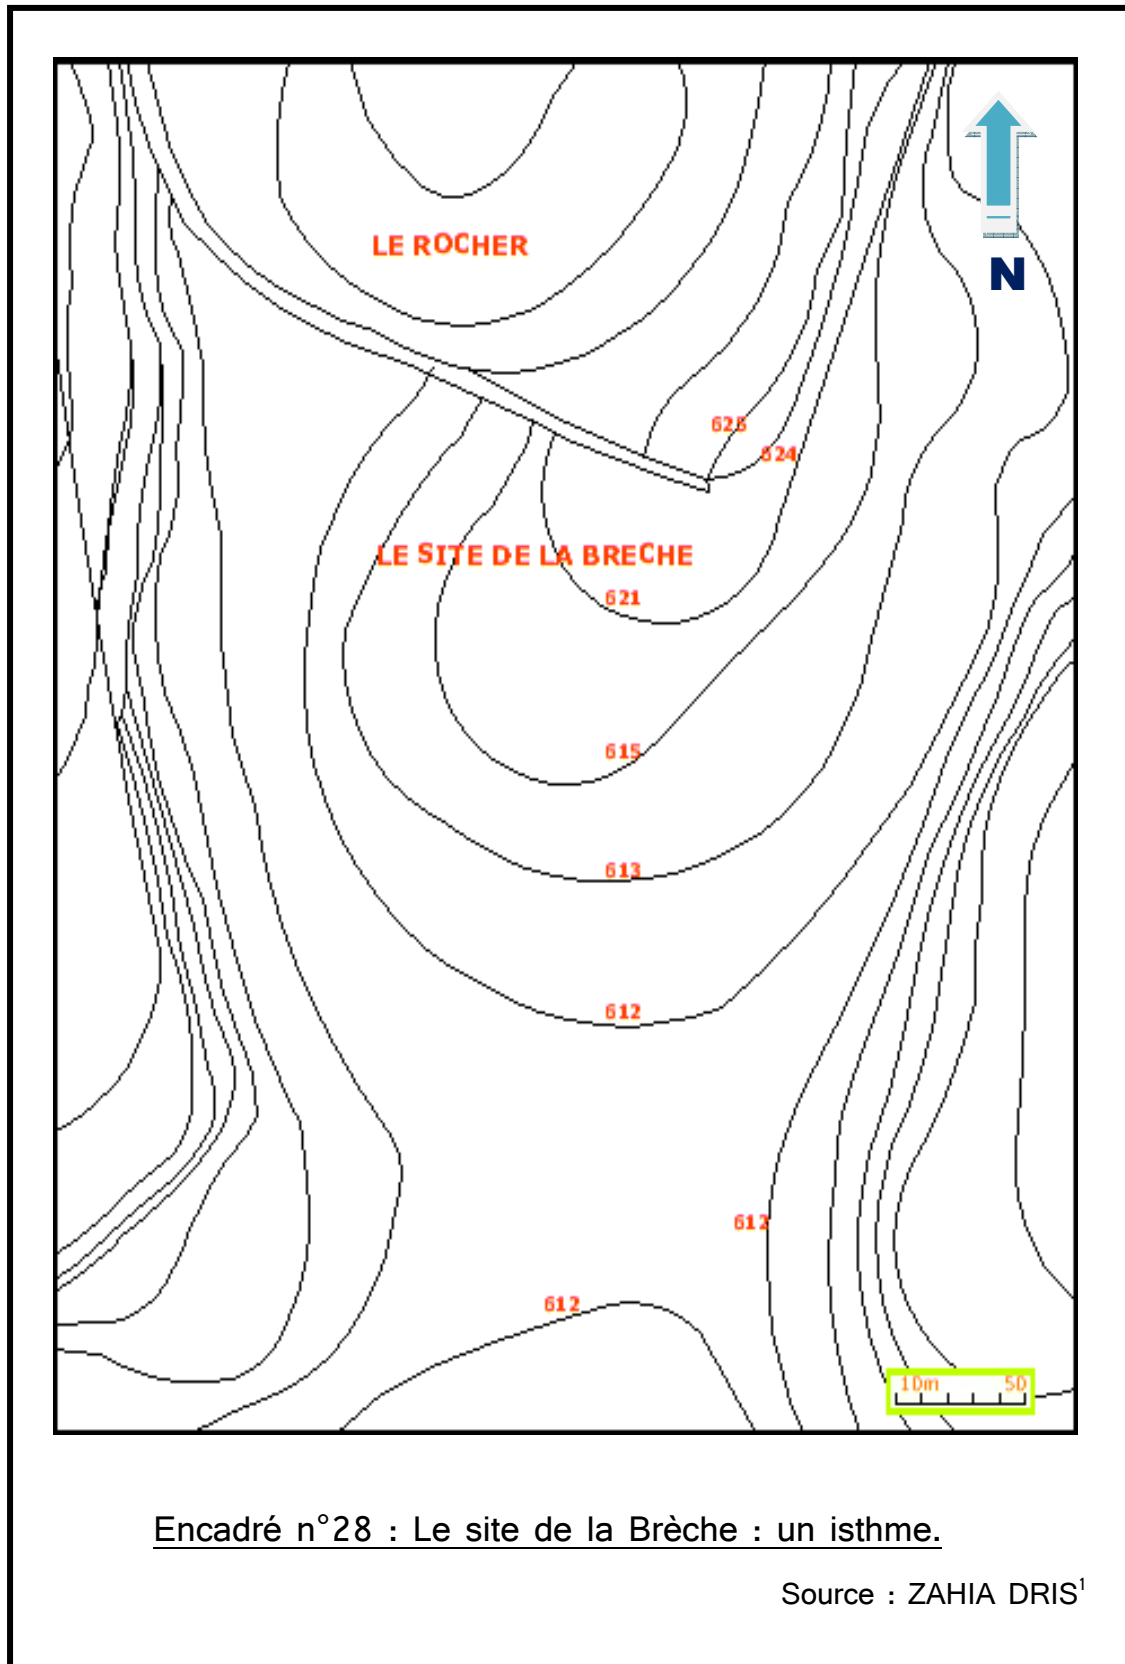 N
LE ROCHER
625
624
LE SITE DE LA BRECHE
621
615
613
612
612
612
10m 50
Encadré n°28 : Le site de la Brèche : un isthme.
Source : ZAHIA DRIS¹